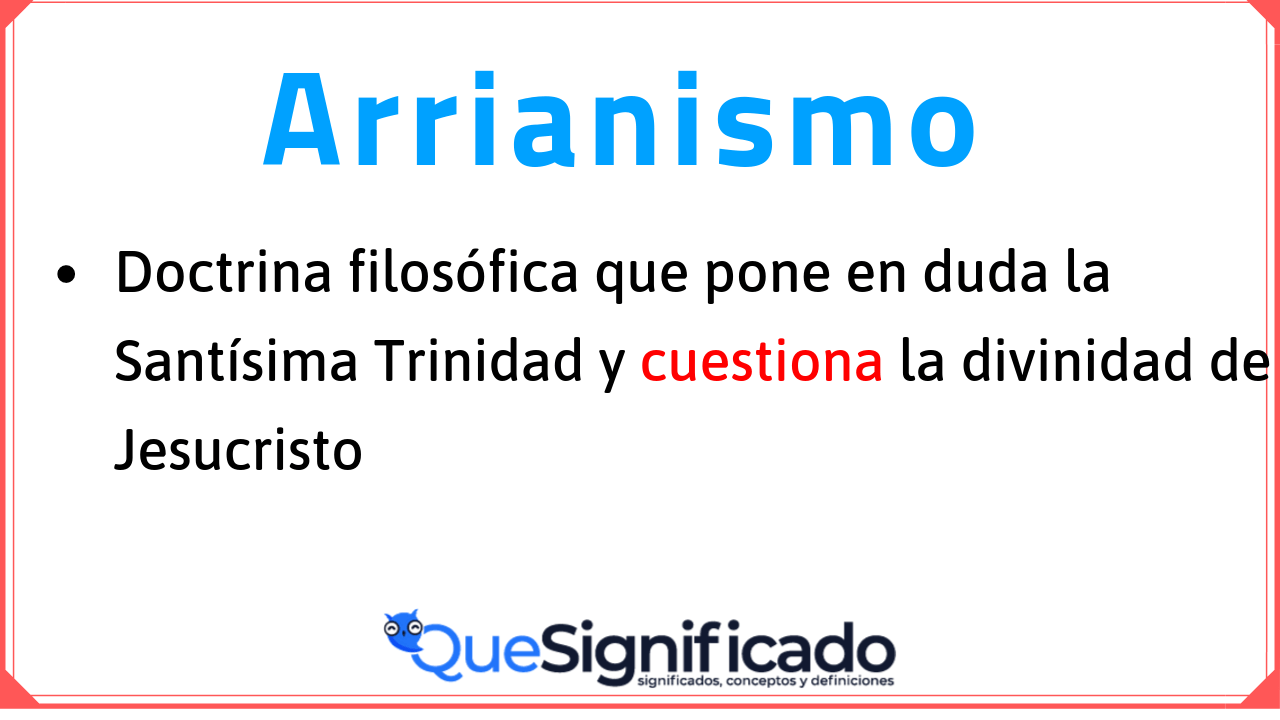 Arrianismo
• Doctrina filosófica que pone en duda la
Santísima Trinidad y cuestiona la divinidad de
Jesucristo
QueSignificado
significados, conceptos y definiciones